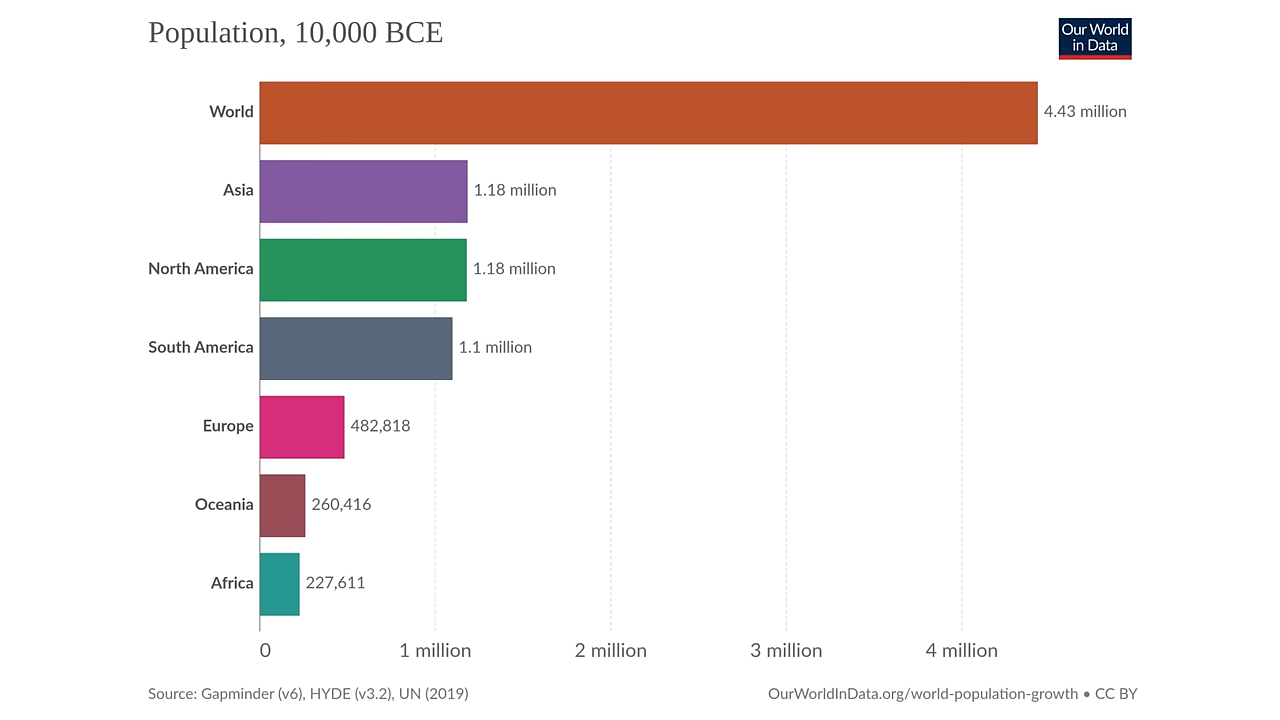 Population, 10,000 BCE
Our World
in Data
World 4.43 million
Asia 1.18 million
North America 1.18 million
South America 1.1 million
Europe 482,818
Oceania 260,416
Africa 227,611
0 1 million 2 million 3 million 4 million
Source: Gapminder (v6), HYDE (v3.2), UN (2019) OurWorldInData.org/world-population-growth • CC BY